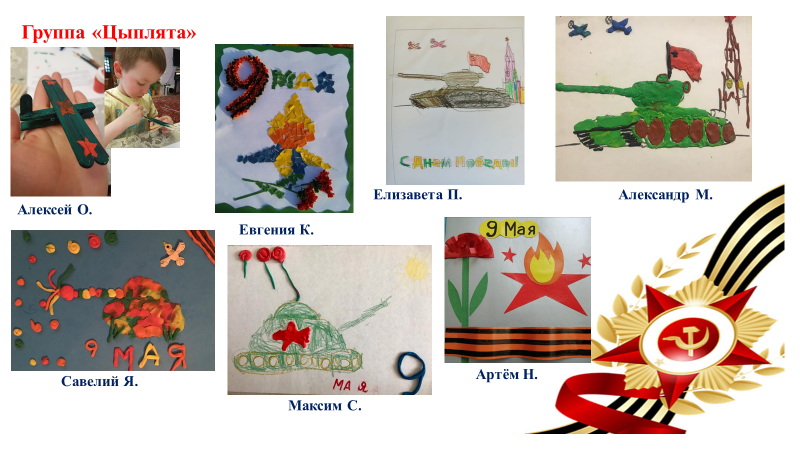 Группа «Цыплята»
Алексей О.
9 МАЯ
Евгения К.
С Днем Победы!
Елизавета П.
Александр М.
9 МАЯ
Савелий Я.
МАЯ 9
Максим С.
9 Мая
Артём Н.